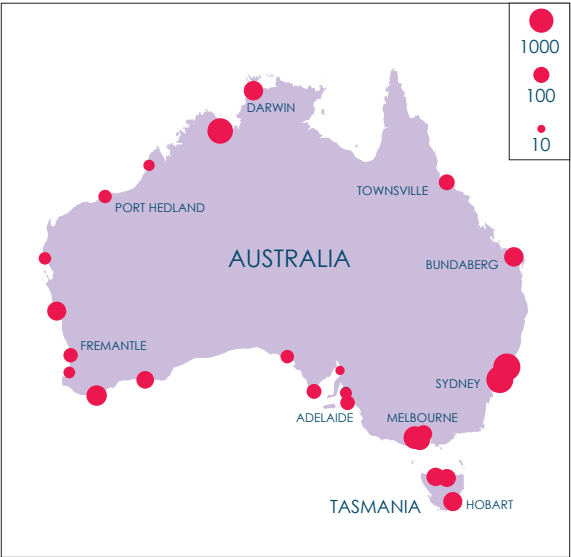 1000
100
10
DARWIN
TOWNSVILLE
PORT HEDLAND
AUSTRALIA
BUNDABERG
FREMANTLE
SYDNEY
ADELAIDE
MELBOURNE
TASMANIA
HOBART